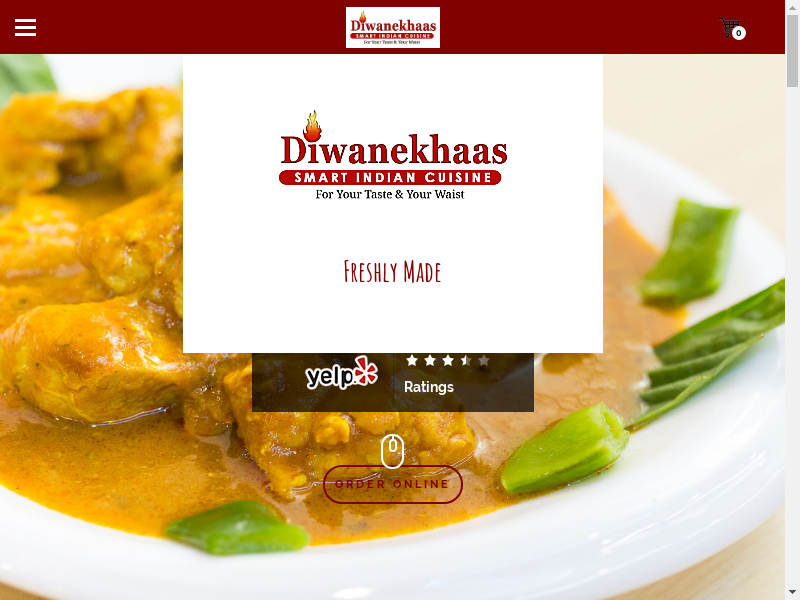 Diwanekhaas
SMART INDIAN CUISINE
For Your Taste & Your Waist
0
Diwanekhaas
SMART INDIAN CUISINE
For Your Taste & Your Waist
Freshly Made
yelp
Ratings
ORDER ONLINE